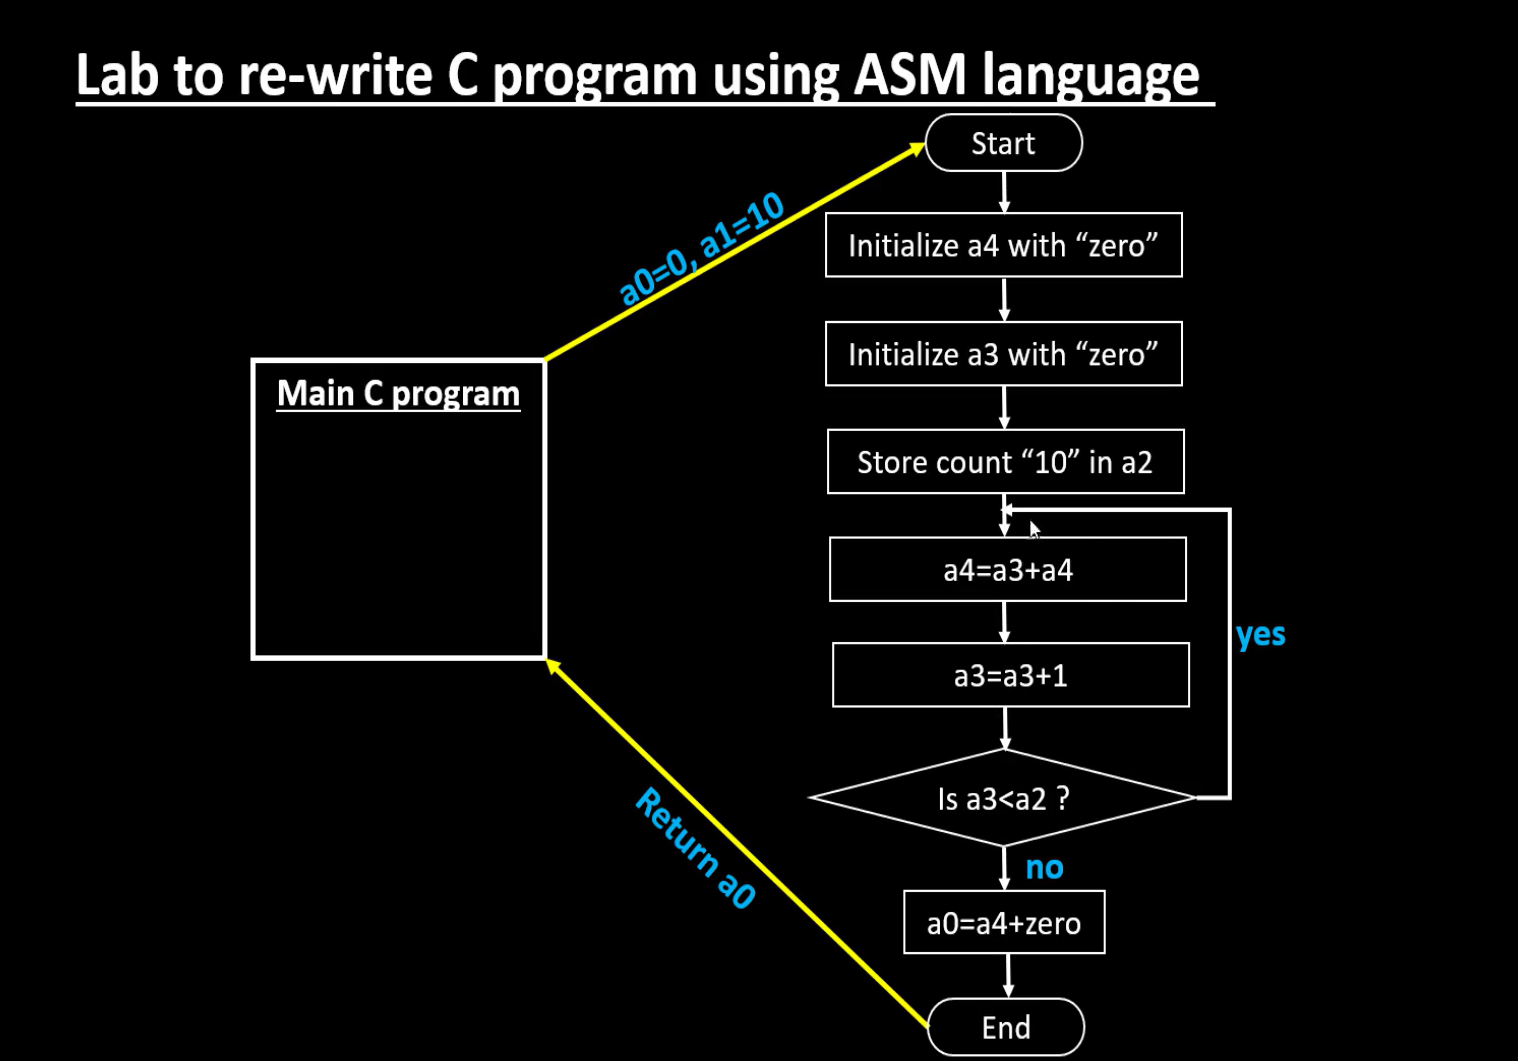 Lab to re-write C program using ASM language
Start
a0=0, a1=10
Initialize a4 with “zero”
Initialize a3 with “zero”
Main C program
Store count “10” in a2
a4=a3+a4
yes
a3=a3+1
Is a3<a2 ?
Return a0
no
a0=a4+zero
End